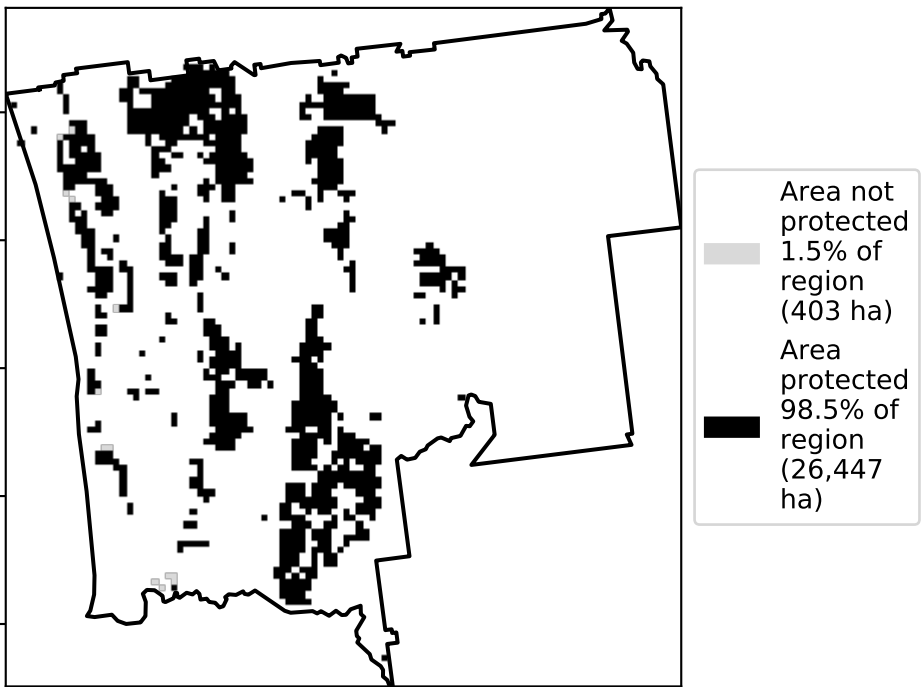 Area not
protected
1.5% of
region
(403 ha)
Area
protected
98.5% of
region
(26,447
ha)